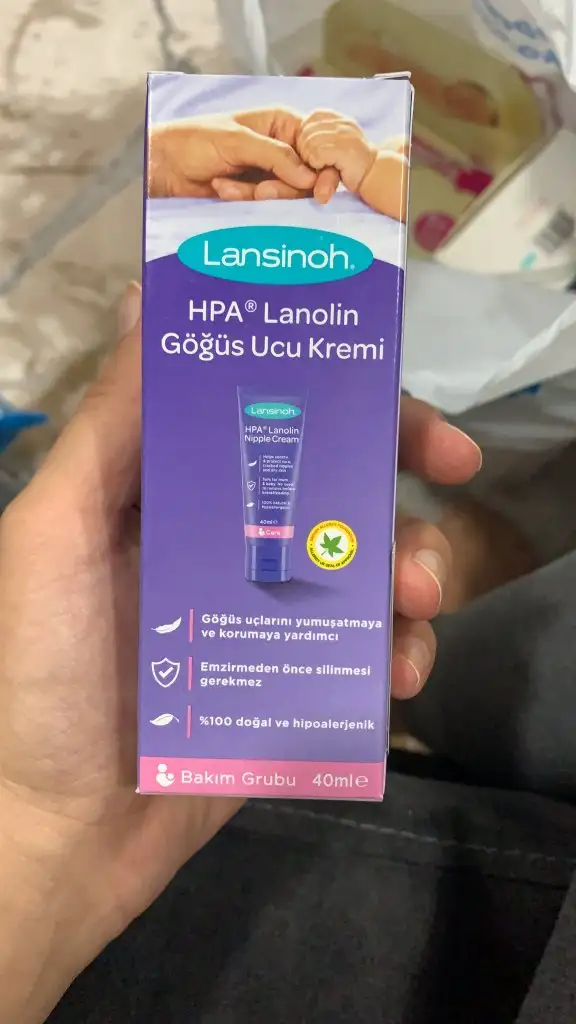 Lansinoh®
HPA® Lanolin
Göğüs Ucu Kremi
Lansinoh
HPA® Lanolin
Nipple Cream
40ml e
Care
Göğüs uçlarını yumuşatmaya
ve korumaya yardımcı
Emzirmeden önce silinmesi
gerekmez
%100 doğal ve hipoalerjenik
Bakım Grubu 40ml e